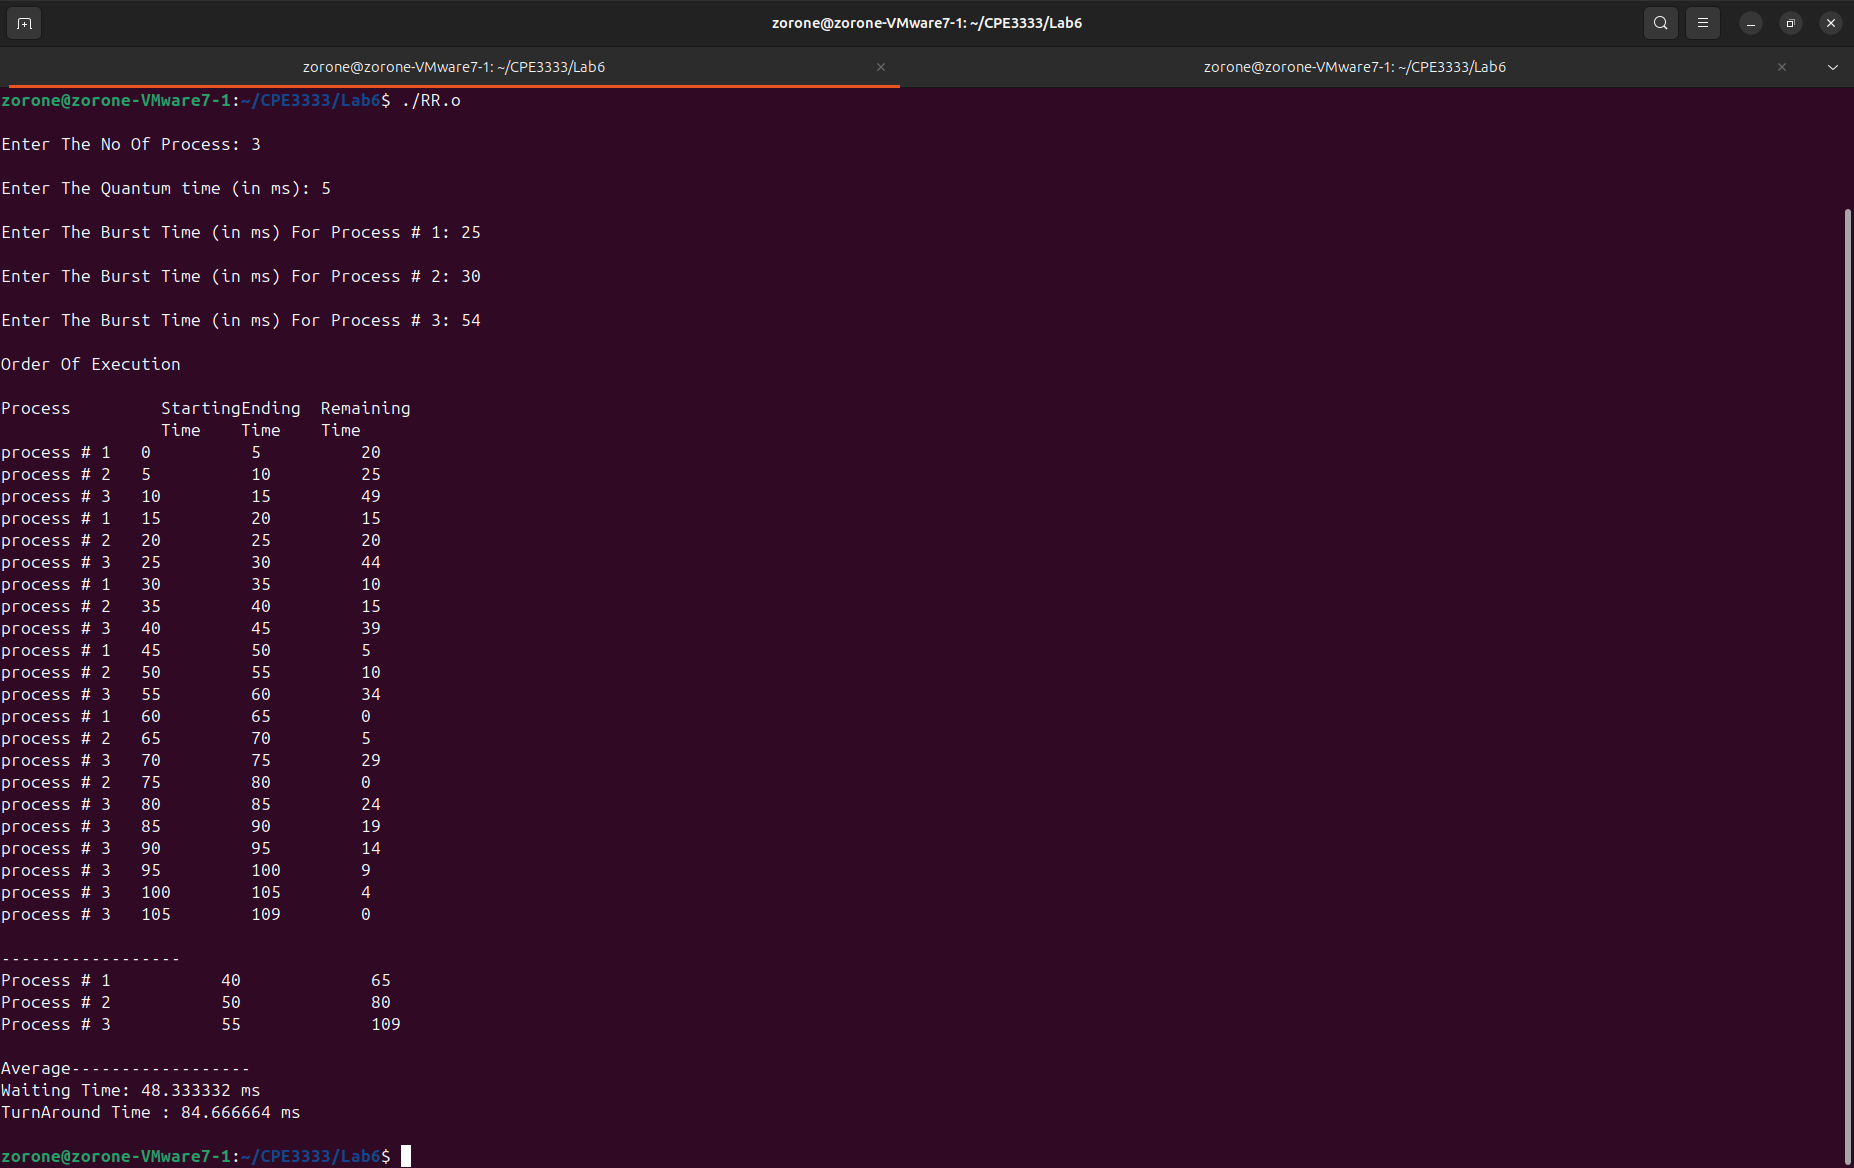 zorone@zorone-VMware7-1: ~/CPE3333/Lab6
zorone@zorone-VMware7-1: ~/CPE3333/Lab6 × zorone@zorone-VMware7-1: ~/CPE3333/Lab6 ×
zorone@zorone-VMware7-1:~/CPE3333/Lab6$ ./RR.o
Enter The No Of Process: 3
Enter The Quantum time (in ms): 5
Enter The Burst Time (in ms) For Process # 1: 25
Enter The Burst Time (in ms) For Process # 2: 30
Enter The Burst Time (in ms) For Process # 3: 54
Order Of Execution
Process StartingEnding Remaining
Time Time Time
process # 1 0 5 20
process # 2 5 10 25
process # 3 10 15 49
process # 1 15 20 15
process # 2 20 25 20
process # 3 25 30 44
process # 1 30 35 10
process # 2 35 40 15
process # 3 40 45 39
process # 1 45 50 5
process # 2 50 55 10
process # 3 55 60 34
process # 1 60 65 0
process # 2 65 70 5
process # 3 70 75 29
process # 2 75 80 0
process # 3 80 85 24
process # 3 85 90 19
process # 3 90 95 14
process # 3 95 100 9
process # 3 100 105 4
process # 3 105 109 0
------------------
Process # 1 40 65
Process # 2 50 80
Process # 3 55 109
Average------------------
Waiting Time: 48.333332 ms
TurnAround Time : 84.666664 ms
zorone@zorone-VMware7-1:~/CPE3333/Lab6$